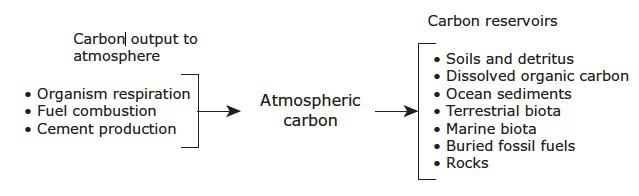 Carbon output to
atmosphere
• Organism respiration
• Fuel combustion
• Cement production
Atmospheric
carbon
Carbon reservoirs
• Soils and detritus
• Dissolved organic carbon
• Ocean sediments
• Terrestrial biota
• Marine biota
• Buried fossil fuels
• Rocks